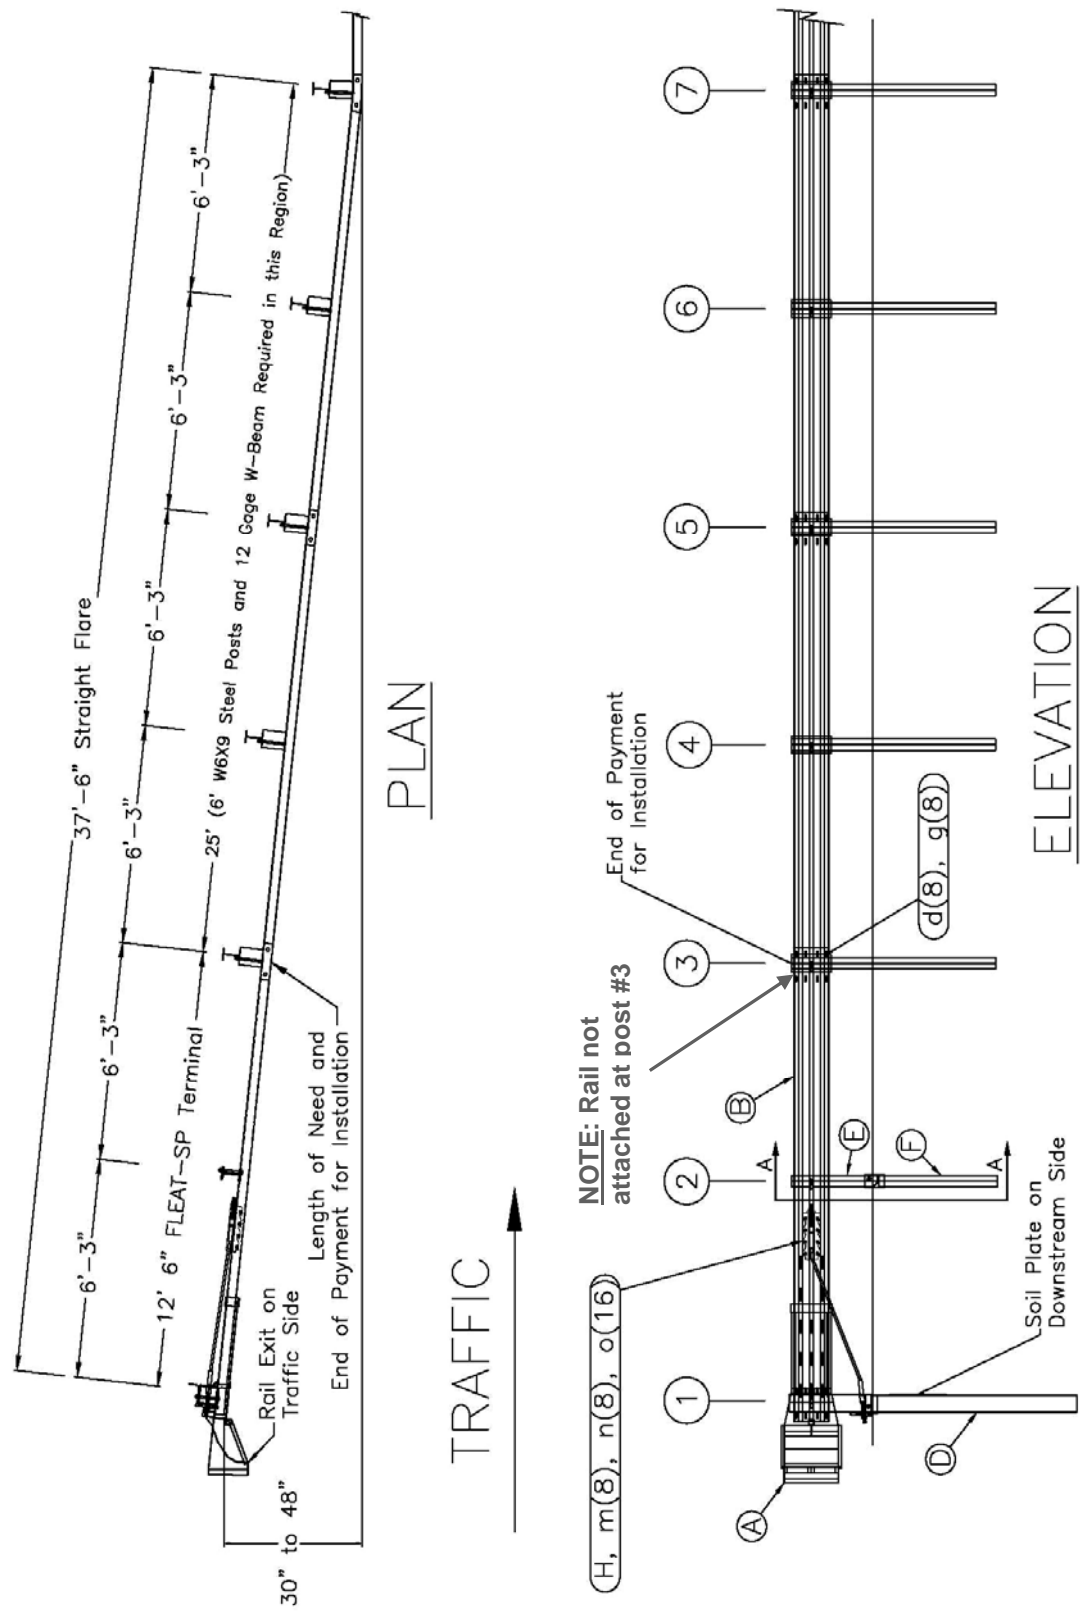 37'-6" Straight Flare
6'-3"
6'-3"
6'-3"
6'-3"
6'-3"
6'-3"
12' 6" FLEAT-SP Terminal
25' (6' W6X9 Steel Posts and 12 Gage W-Beam Required in this Region)
Rail Exit on
Traffic Side
Length of Need and
End of Payment for Installation
30" to 48"
PLAN
TRAFFIC
NOTE: Rail not
attached at post #3
End of Payment
for Installation
H, m(8), n(8), o(16)
1
2
3
4
5
6
7
A
B
A
E
F
A
D
Soil Plate on
Downstream Side
d(8), g(8)
ELEVATION